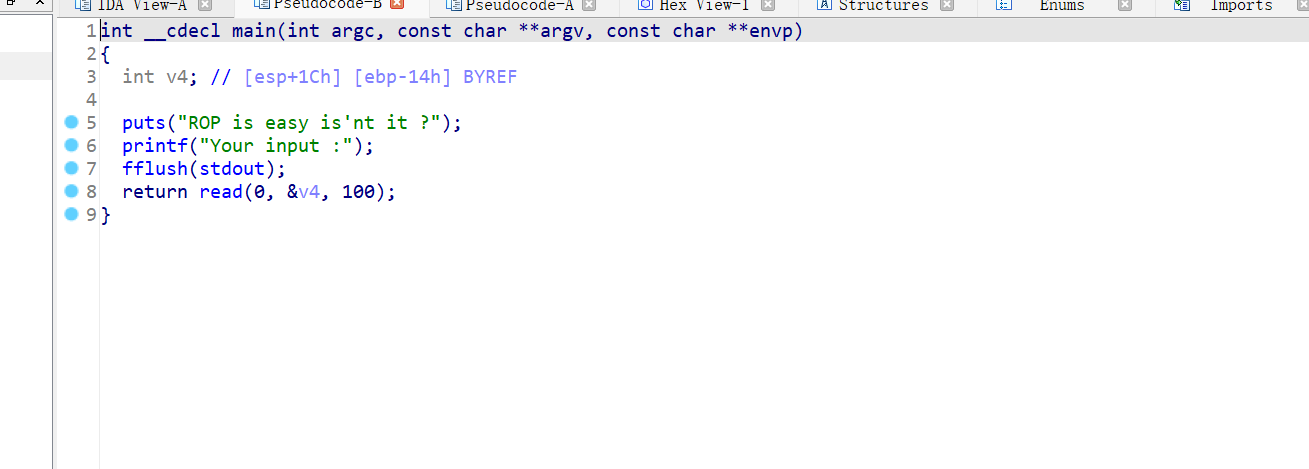 IDA View-A Pseudocode-B Pseudocode-A Hex View-1 Structures Enums Imports
1 int __cdecl main(int argc, const char **argv, const char **envp)
2 {
3 int v4; // [esp+1Ch] [ebp-14h] BYREF
4
5 puts("ROP is easy is'nt it ?");
6 printf("Your input :");
7 fflush(stdout);
8 return read(0, &v4, 100);
9 }